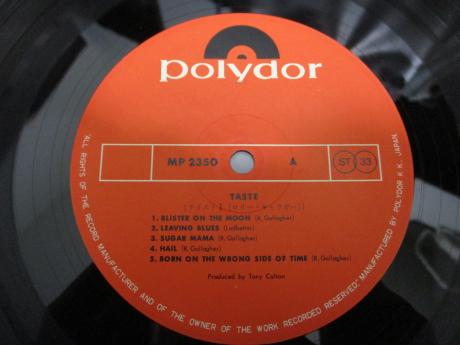 polydor
MP 2350 A ST 33
TASTE
1. BLISTER ON THE MOON (R. Gallagher)
2. LEAVING BLUES (Ledbetter)
3. SUGAR MAMA (R. Gallagher)
4. HAIL (R. Gallagher)
5. BORN ON THE WRONG SIDE OF TIME (R. Gallagher)
Produced by Tony Colton
ALL RIGHTS OF THE RECORD MANUFACTURER AND OF THE OWNER OF THE WORK RECORDED RESERVED. MANUFACTURED BY POLYDOR K.K. JAPAN.